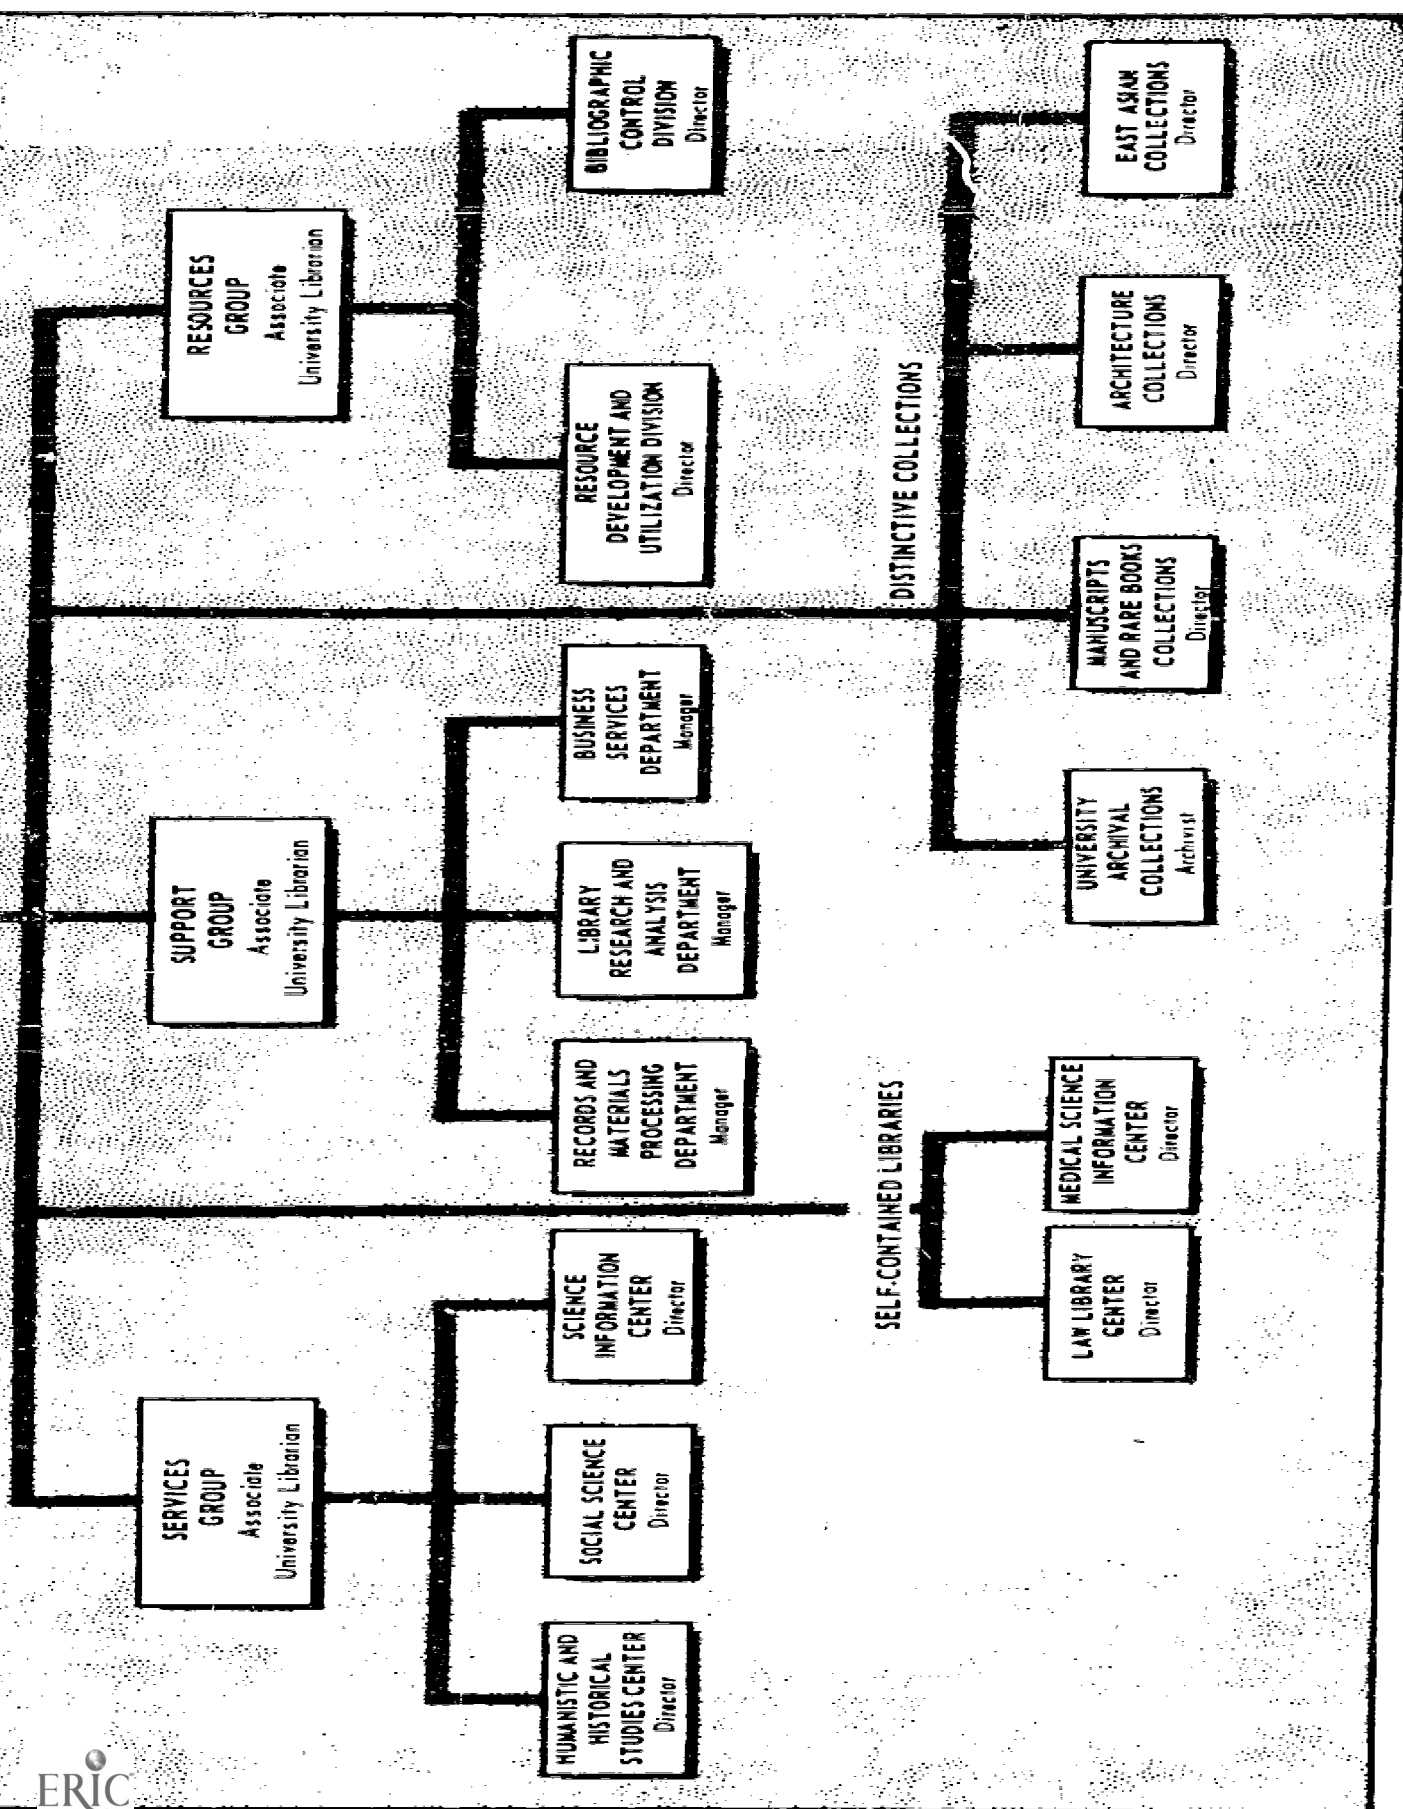 SERVICES
GROUP
Associate
University Librarian
SUPPORT
GROUP
Associate
University Librarian
RESOURCES
GROUP
Associate
University Librarian
HUMANISTIC AND
HISTORICAL
STUDIES CENTER
Director
SOCIAL SCIENCE
CENTER
Director
SCIENCE
INFORMATION
CENTER
Director
RECORDS AND
MATERIALS
PROCESSING
DEPARTMENT
Manager
LIBRARY
RESEARCH AND
ANALYSIS
DEPARTMENT
Manager
BUSINESS
SERVICES
DEPARTMENT
Manager
RESOURCE
DEVELOPMENT AND
UTILIZATION DIVISION
Director
BIBLIOGRAPHIC
CONTROL
DIVISION
Director
SELF-CONTAINED LIBRARIES
DISTINCTIVE COLLECTIONS
LAW LIBRARY
CENTER
Director
MEDICAL SCIENCE
INFORMATION
CENTER
Director
UNIVERSITY
ARCHIVAL
COLLECTIONS
Archivist
MANUSCRIPTS
AND RARE BOOKS
COLLECTIONS
Director
ARCHITECTURE
COLLECTIONS
Director
EAST ASIAN
COLLECTIONS
Director
ERIC